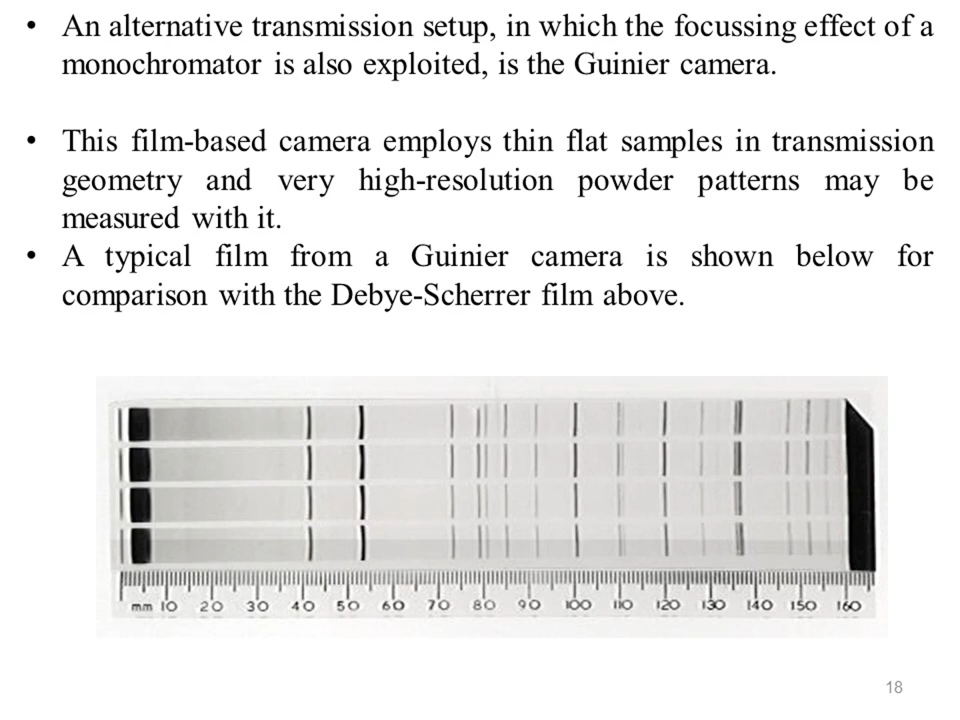 • An alternative transmission setup, in which the focussing effect of a
monochromator is also exploited, is the Guinier camera.
• This film-based camera employs thin flat samples in transmission
geometry and very high-resolution powder patterns may be
measured with it.
• A typical film from a Guinier camera is shown below for
comparison with the Debye-Scherrer film above.
mm 10 20 30 40 50 60 70 80 90 100 110 120 130 140 150 160
18